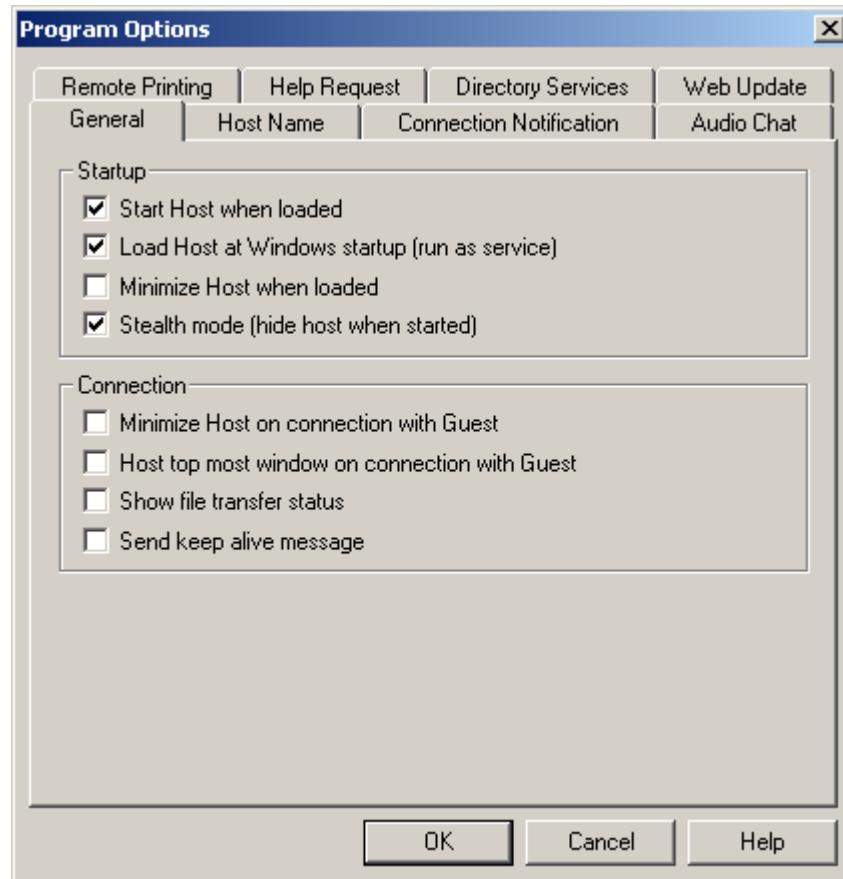 Program Options
Remote Printing Help Request Directory Services Web Update
General Host Name Connection Notification Audio Chat
Startup
Start Host when loaded
Load Host at Windows startup (run as service)
Minimize Host when loaded
Stealth mode (hide host when started)
Connection
Minimize Host on connection with Guest
Host top most window on connection with Guest
Show file transfer status
Send keep alive message
OK Cancel Help